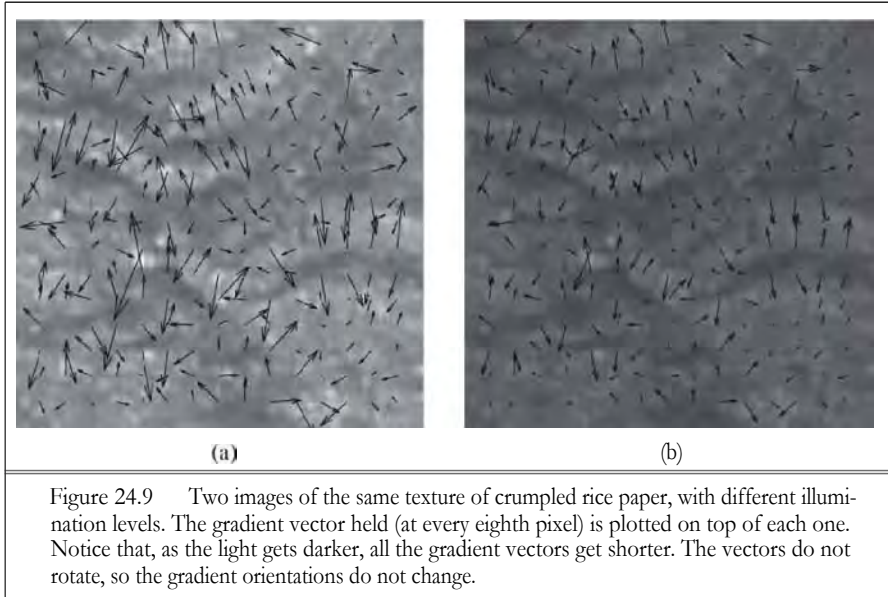 (a) (b)
Figure 24.9 Two images of the same texture of crumpled rice paper, with different illumi-
nation levels. The gradient vector held (at every eighth pixel) is plotted on top of each one.
Notice that, as the light gets darker, all the gradient vectors get shorter. The vectors do not
rotate, so the gradient orientations do not change.